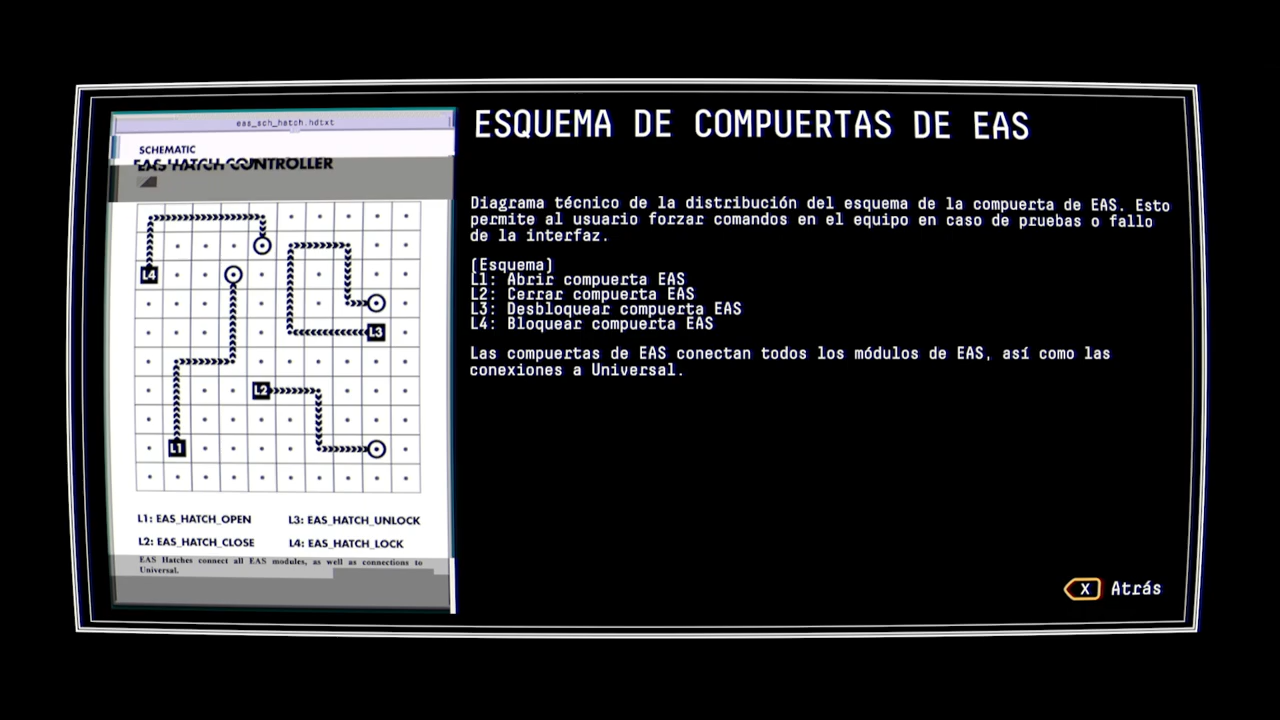 eas_sch_hatch.hdtxt
SCHEMATIC
EAS HATCH CONTROLLER
L4
L3
L2
L1
L1: EAS_HATCH_OPEN
L3: EAS_HATCH_UNLOCK
L2: EAS_HATCH_CLOSE
L4: EAS_HATCH_LOCK
EAS Hatches connect all EAS modules, as well as connections to
Universal.
ESQUEMA DE COMPUERTAS DE EAS
Diagrama técnico de la distribución del esquema de la compuerta de EAS. Esto
permite al usuario forzar comandos en el equipo en caso de pruebas o fallo
de la interfaz.
(Esquema)
L1: Abrir compuerta EAS
L2: Cerrar compuerta EAS
L3: Desbloquear compuerta EAS
L4: Bloquear compuerta EAS
Las compuertas de EAS conectan todos los módulos de EAS, así como las
conexiones a Universal.
X Atrás